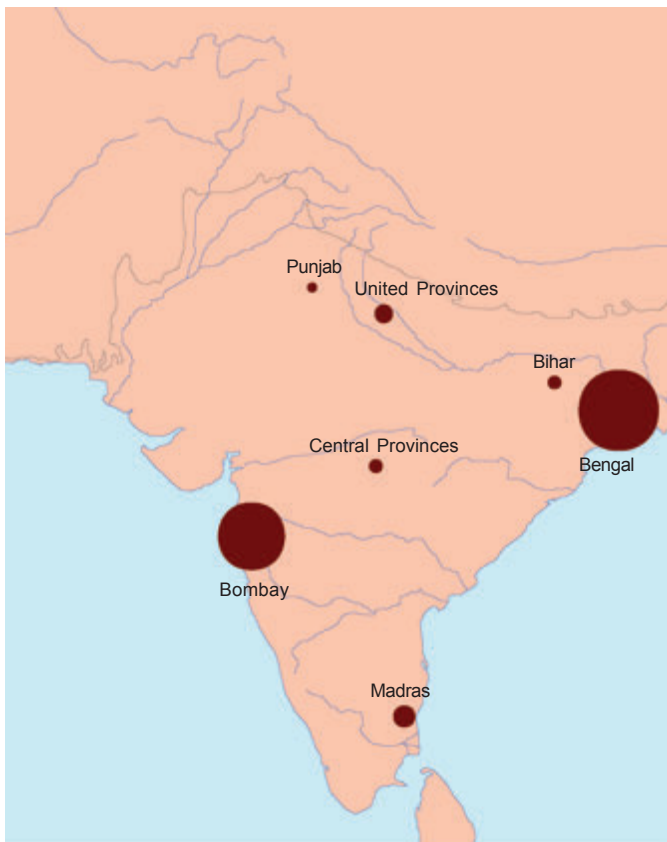 Punjab
United Provinces
Bihar
Central Provinces
Bengal
Bombay
Madras